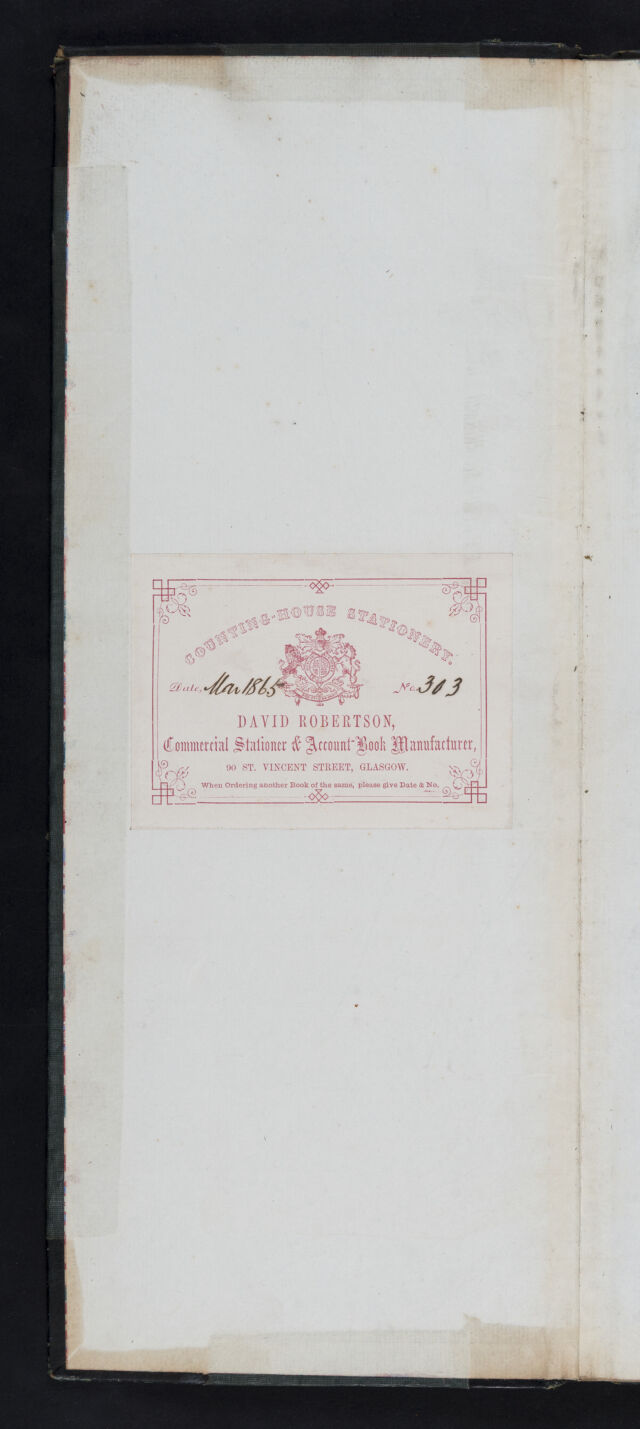 COUNTING-HOUSE STATIONERY.
Date, Mar 1865 No. 303
DAVID ROBERTSON,
Commercial Stationer & Account-Book Manufacturer,
90 ST. VINCENT STREET, GLASGOW.
When Ordering another Book of the same, please give Date & No.